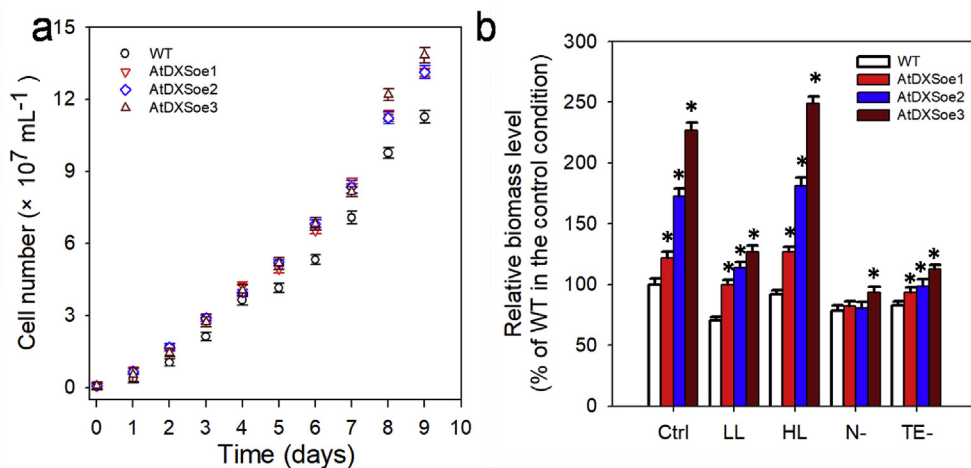 a
WT
AtDXSoe1
AtDXSoe2
AtDXSoe3
Cell number (× 10⁷ mL⁻¹)
15
12
9
6
3
0
0 1 2 3 4 5 6 7 8 9 10
Time (days)
b
WT
AtDXSoe1
AtDXSoe2
AtDXSoe3
Relative biomass level
(% of WT in the control condition)
300
250
200
150
100
50
0
* * * * * * * * * * * * *
Ctrl LL HL N- TE-